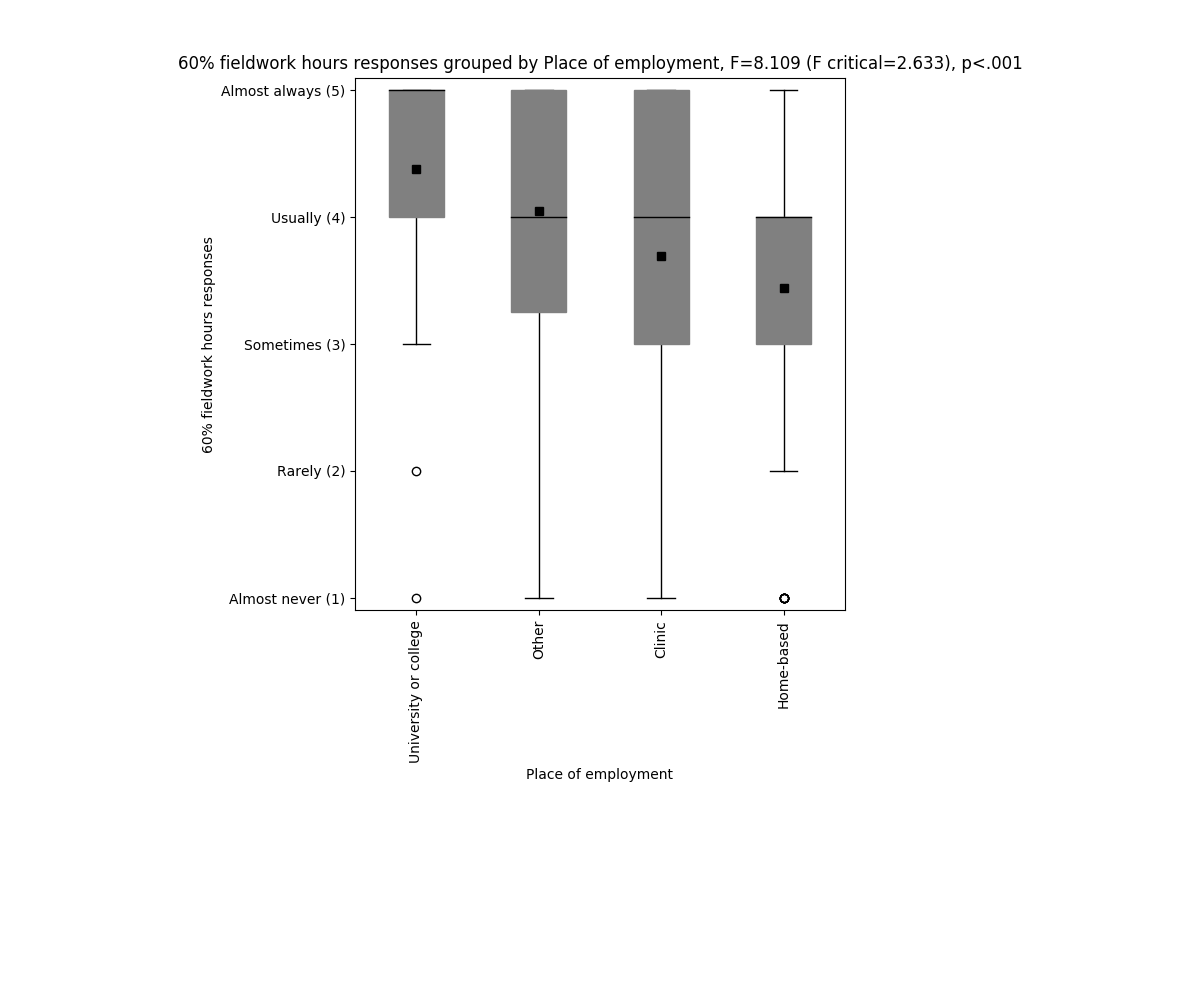 60% fieldwork hours responses grouped by Place of employment, F=8.109 (F critical=2.633), p<.001
Almost always (5)
Usually (4)
Sometimes (3)
Rarely (2)
Almost never (1)
60% fieldwork hours responses
University or college
Other
Clinic
Home-based
Place of employment